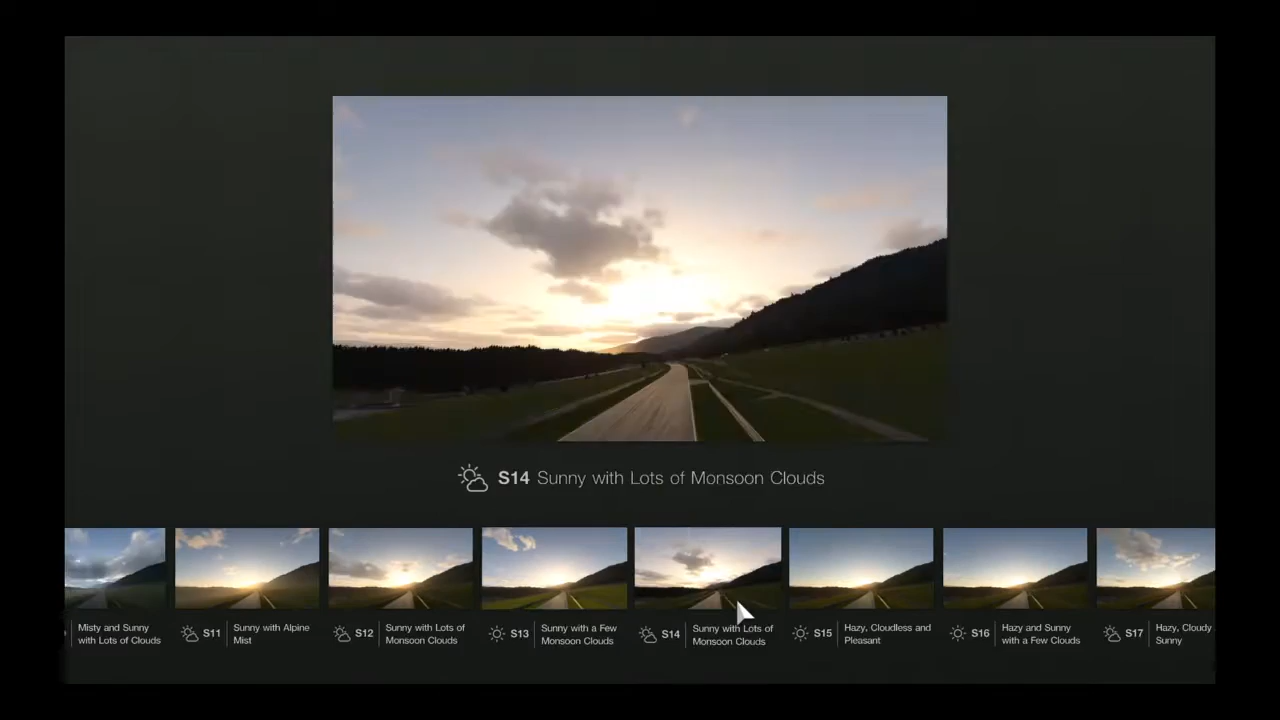 S14 Sunny with Lots of Monsoon Clouds
Misty and Sunny
with Lots of Clouds
S11
Sunny with Alpine
Mist
S12
Sunny with Lots of
Monsoon Clouds
S13
Sunny with a Few
Monsoon Clouds
S14
Sunny with Lots of
Monsoon Clouds
S15
Hazy, Cloudless and
Pleasant
S16
Hazy and Sunny
with a Few Clouds
S17
Hazy, Cloudy
Sunny